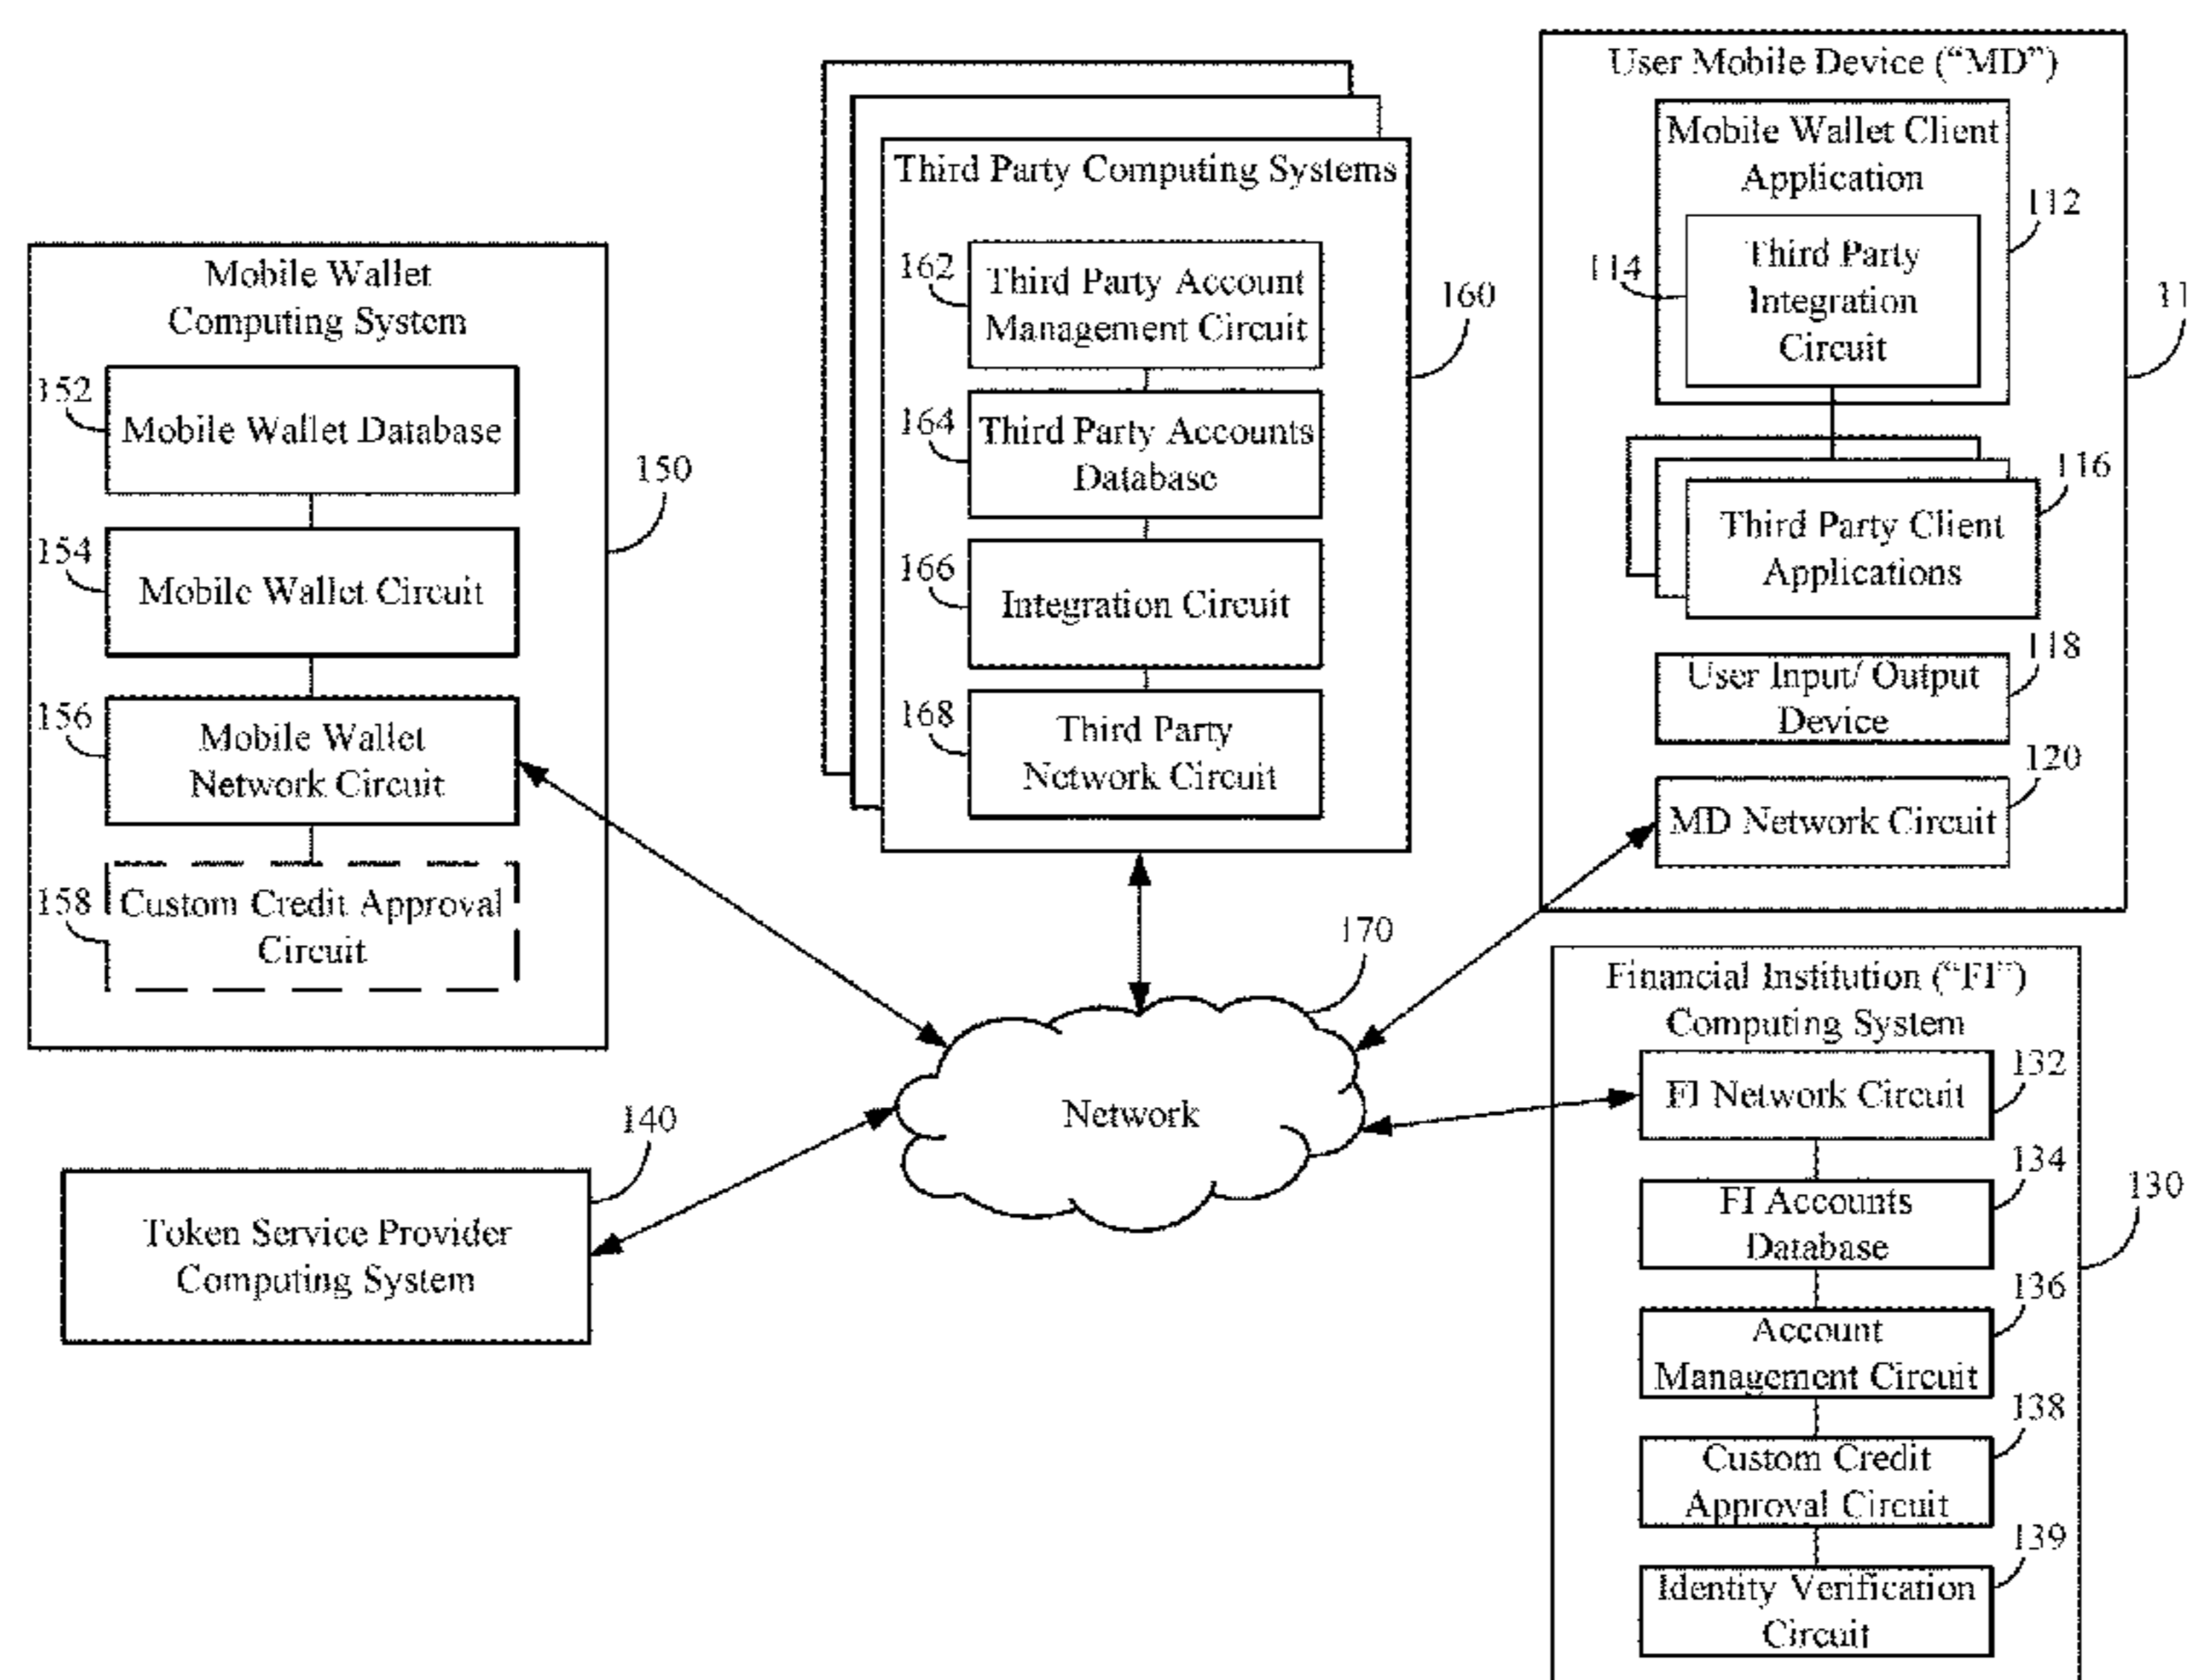 Mobile Wallet
Computing System
152
Mobile Wallet Database
150
154
Mobile Wallet Circuit
156
Mobile Wallet
Network Circuit
158
Custom Credit Approval
Circuit
140
Token Service Provider
Computing System
Third Party Computing Systems
162
Third Party Account
Management Circuit
160
164
Third Party Accounts
Database
166
Integration Circuit
168
Third Party
Network Circuit
170
Network
User Mobile Device (“MD”)
Mobile Wallet Client
Application
112
114
Third Party
Integration
Circuit
11
116
Third Party Client
Applications
118
User Input/ Output
Device
120
MD Network Circuit
Financial Institution (“FI”)
Computing System
132
FI Network Circuit
134
FI Accounts
Database
130
136
Account
Management Circuit
138
Custom Credit
Approval Circuit
139
Identity Verification
Circuit